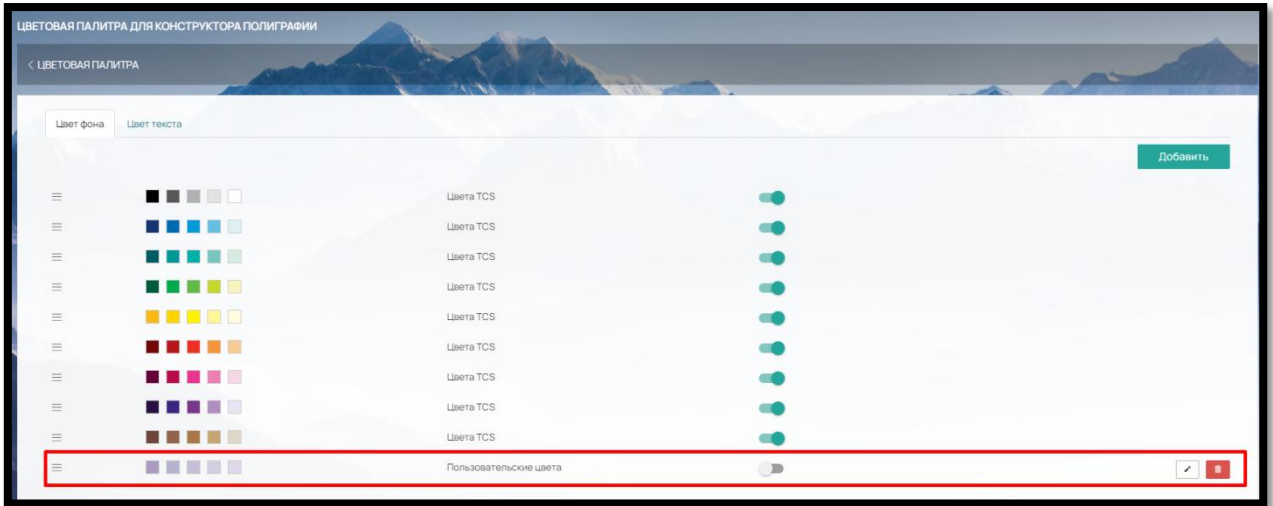 ЦВЕТОВАЯ ПАЛИТРА ДЛЯ КОНСТРУКТОРА ПОЛИГРАФИИ
< ЦВЕТОВАЯ ПАЛИТРА
Цвет фона Цвет текста
Добавить
Цвета TCS
Цвета TCS
Цвета TCS
Цвета TCS
Цвета TCS
Цвета TCS
Цвета TCS
Цвета TCS
Цвета TCS
Пользовательские цвета